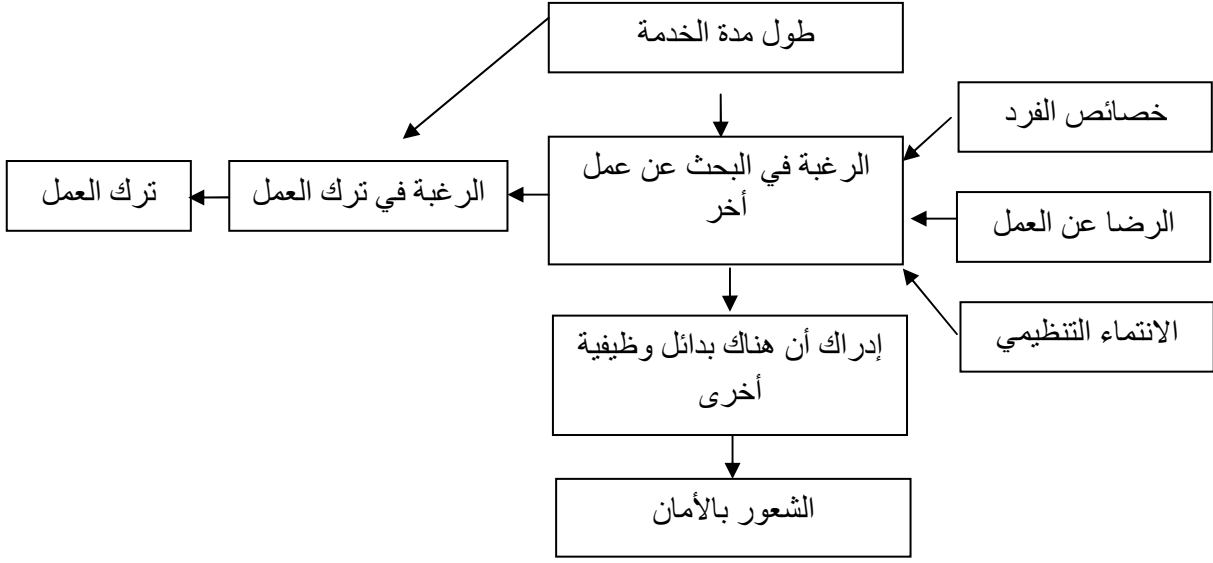 طول مدة الخدمة
خصائص الفرد
الرغبة في البحث عن عمل
أخر
الرغبة في ترك العمل
ترك العمل
الرضا عن العمل
الانتماء التنظيمي
إدراك أن هناك بدائل وظيفية
أخرى
الشعور بالأمان